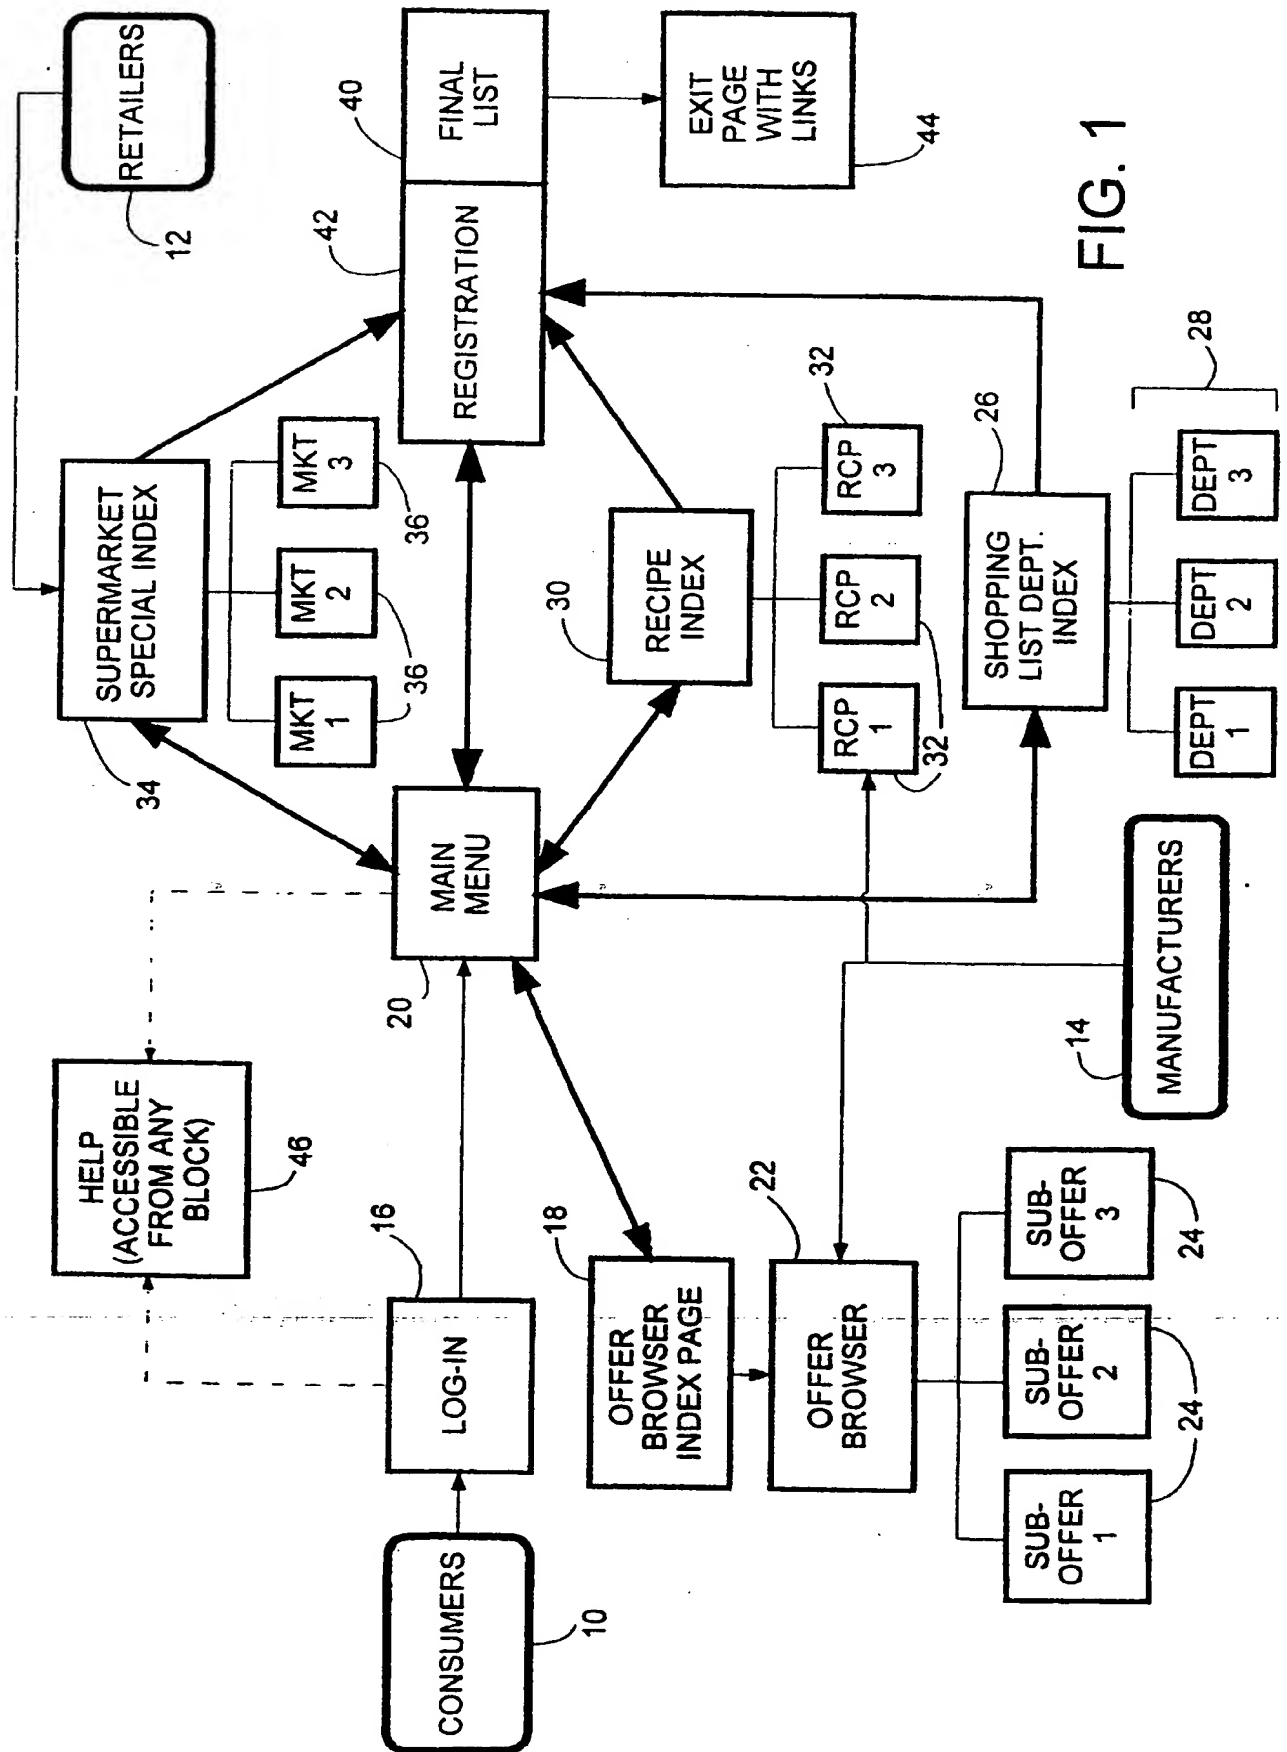 CONSUMERS
10
LOG-IN
16
HELP
(ACCESSIBLE
FROM ANY
BLOCK)
46
MAIN
MENU
20
SUPERMARKET
SPECIAL INDEX
34
MKT
1
MKT
2
MKT
3
36
36
RETAILERS
12
REGISTRATION
42
FINAL
LIST
40
EXIT
PAGE
WITH
LINKS
44
OFFER
BROWSER
INDEX PAGE
18
OFFER
BROWSER
22
SUB-
OFFER
1
SUB-
OFFER
2
SUB-
OFFER
3
24
24
RECIPE
INDEX
30
RCP
1
RCP
2
RCP
3
32
32
32
SHOPPING
LIST DEPT.
INDEX
26
DEPT
1
DEPT
2
DEPT
3
28
MANUFACTURERS
14
FIG. 1